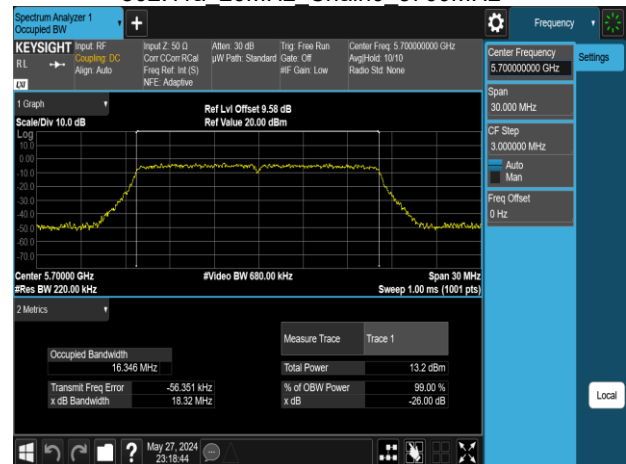 Spectrum Analyzer 1
Occupied BW
Frequency
KEYSIGHT
RL
LXI
Input: RF
Coupling: DC
Align: Auto
Input Z: 50 Ω
Corr CCorr RCal
Freq Ref: Int (S)
NFE: Adaptive
Atten: 30 dB
µW Path: Standard
Trig: Free Run
Gate: Off
#IF Gain: Low
Center Freq: 5.700000000 GHz
Avg|Hold: 10/10
Radio Std: None
Center Frequency
5.700000000 GHz
Settings
Span
30.000 MHz
CF Step
3.000000 MHz
Auto
Man
Freq Offset
0 Hz
Local
1 Graph
Scale/Div 10.0 dB
Ref Lvl Offset 9.58 dB
Ref Value 20.00 dBm
Log
10.0
0.00
-10.0
-20.0
-30.0
-40.0
-50.0
-60.0
-70.0
Center 5.70000 GHz
#Res BW 220.00 kHz
#Video BW 680.00 kHz
Span 30 MHz
Sweep 1.00 ms (1001 pts)
2 Metrics
Measure Trace Trace 1
Occupied Bandwidth
16.346 MHz
Total Power 13.2 dBm
Transmit Freq Error -56.351 kHz
% of OBW Power 99.00 %
x dB Bandwidth 18.32 MHz
x dB -26.00 dB
?
May 27, 2024
23:18:44